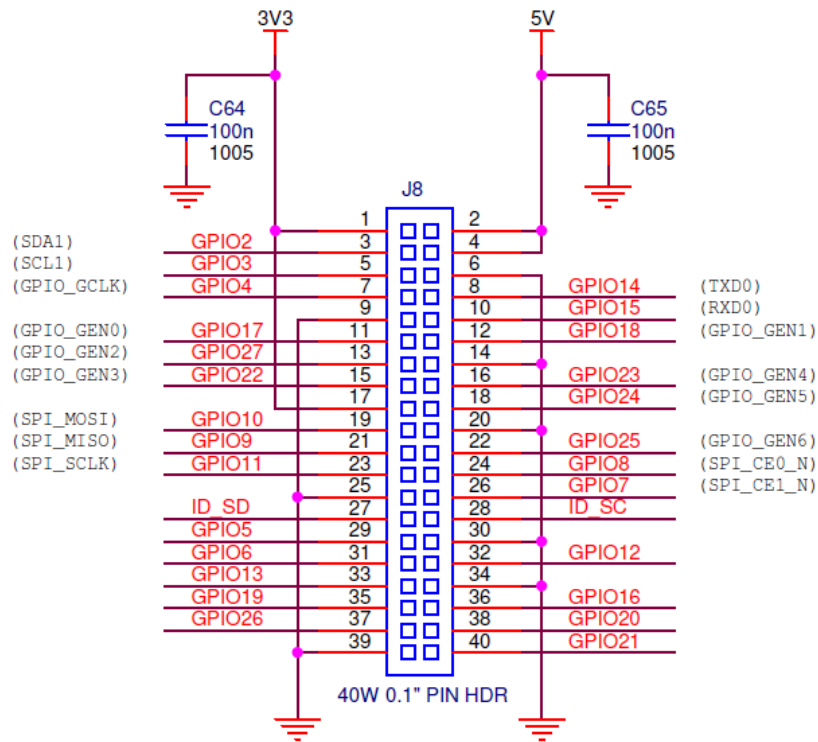 3V3 5V
C64 C65
100n 100n
1005 1005
J8
1 2
(SDA1) GPIO2 3 4
(SCL1) GPIO3 5 6
(GPIO_GCLK) GPIO4 7 8 GPIO14 (TXD0)
9 10 GPIO15 (RXD0)
(GPIO_GEN0) GPIO17 11 12 GPIO18 (GPIO_GEN1)
(GPIO_GEN2) GPIO27 13 14
(GPIO_GEN3) GPIO22 15 16 GPIO23 (GPIO_GEN4)
17 18 GPIO24 (GPIO_GEN5)
(SPI_MOSI) GPIO10 19 20
(SPI_MISO) GPIO9 21 22 GPIO25 (GPIO_GEN6)
(SPI_SCLK) GPIO11 23 24 GPIO8 (SPI_CE0_N)
25 26 GPIO7 (SPI_CE1_N)
ID_SD 27 28 ID_SC
GPIO5 29 30
GPIO6 31 32 GPIO12
GPIO13 33 34
GPIO19 35 36 GPIO16
GPIO26 37 38 GPIO20
39 40 GPIO21
40W 0.1" PIN HDR